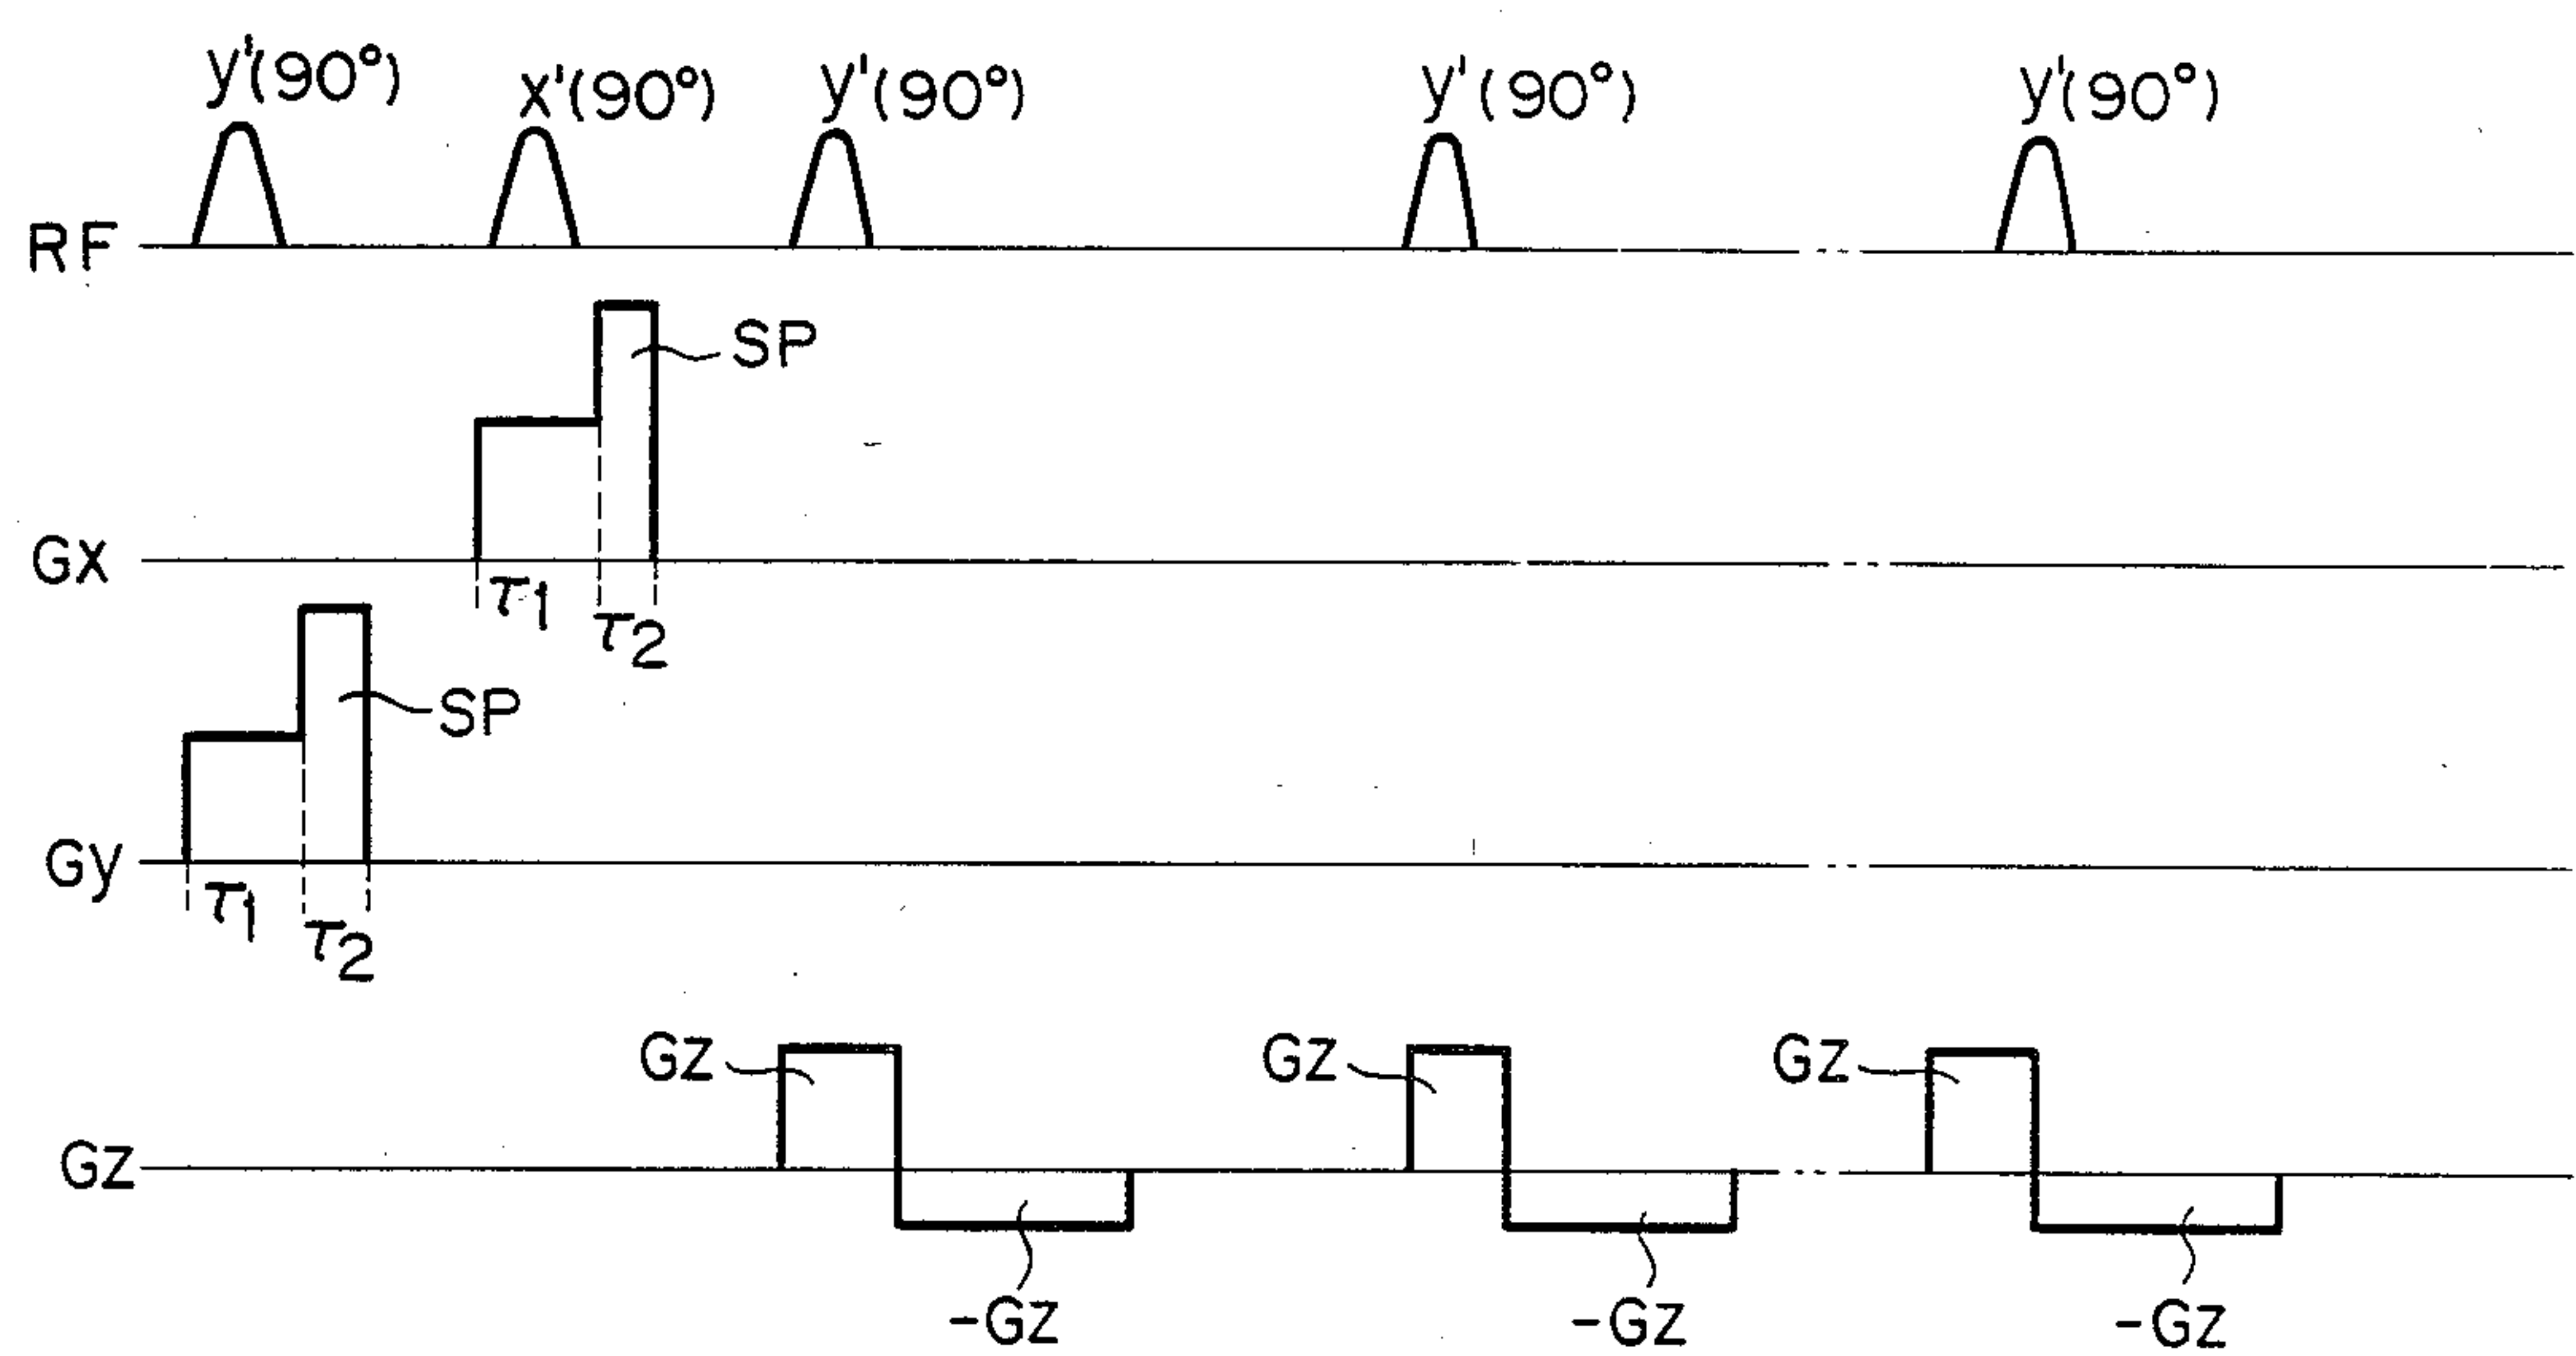 y'(90°) x'(90°) y'(90°) y'(90°) y'(90°)
RF
SP
Gx
τ1 τ2
SP
Gy
τ1 τ2
Gz Gz Gz
Gz
-Gz -Gz -Gz